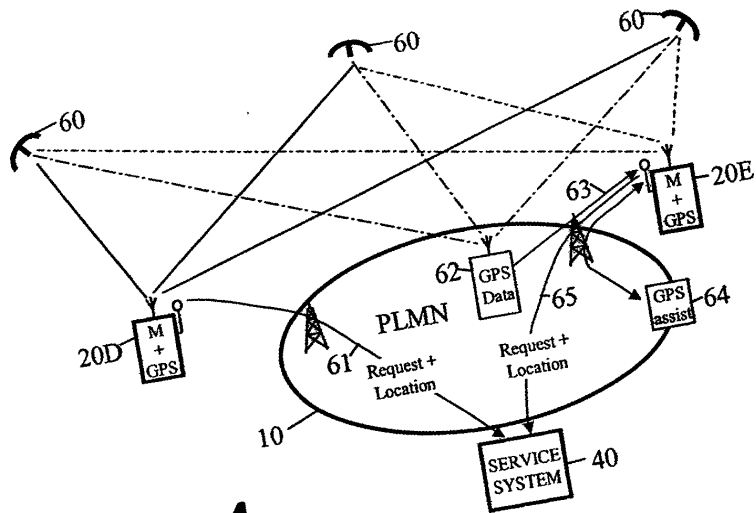 60
60
60
20E
M
+
GPS
63
62
GPS
Data
64
GPS
assist
65
PLMN
20D
M
+
GPS
61
Request +
Location
Request +
Location
10
SERVICE
SYSTEM
40